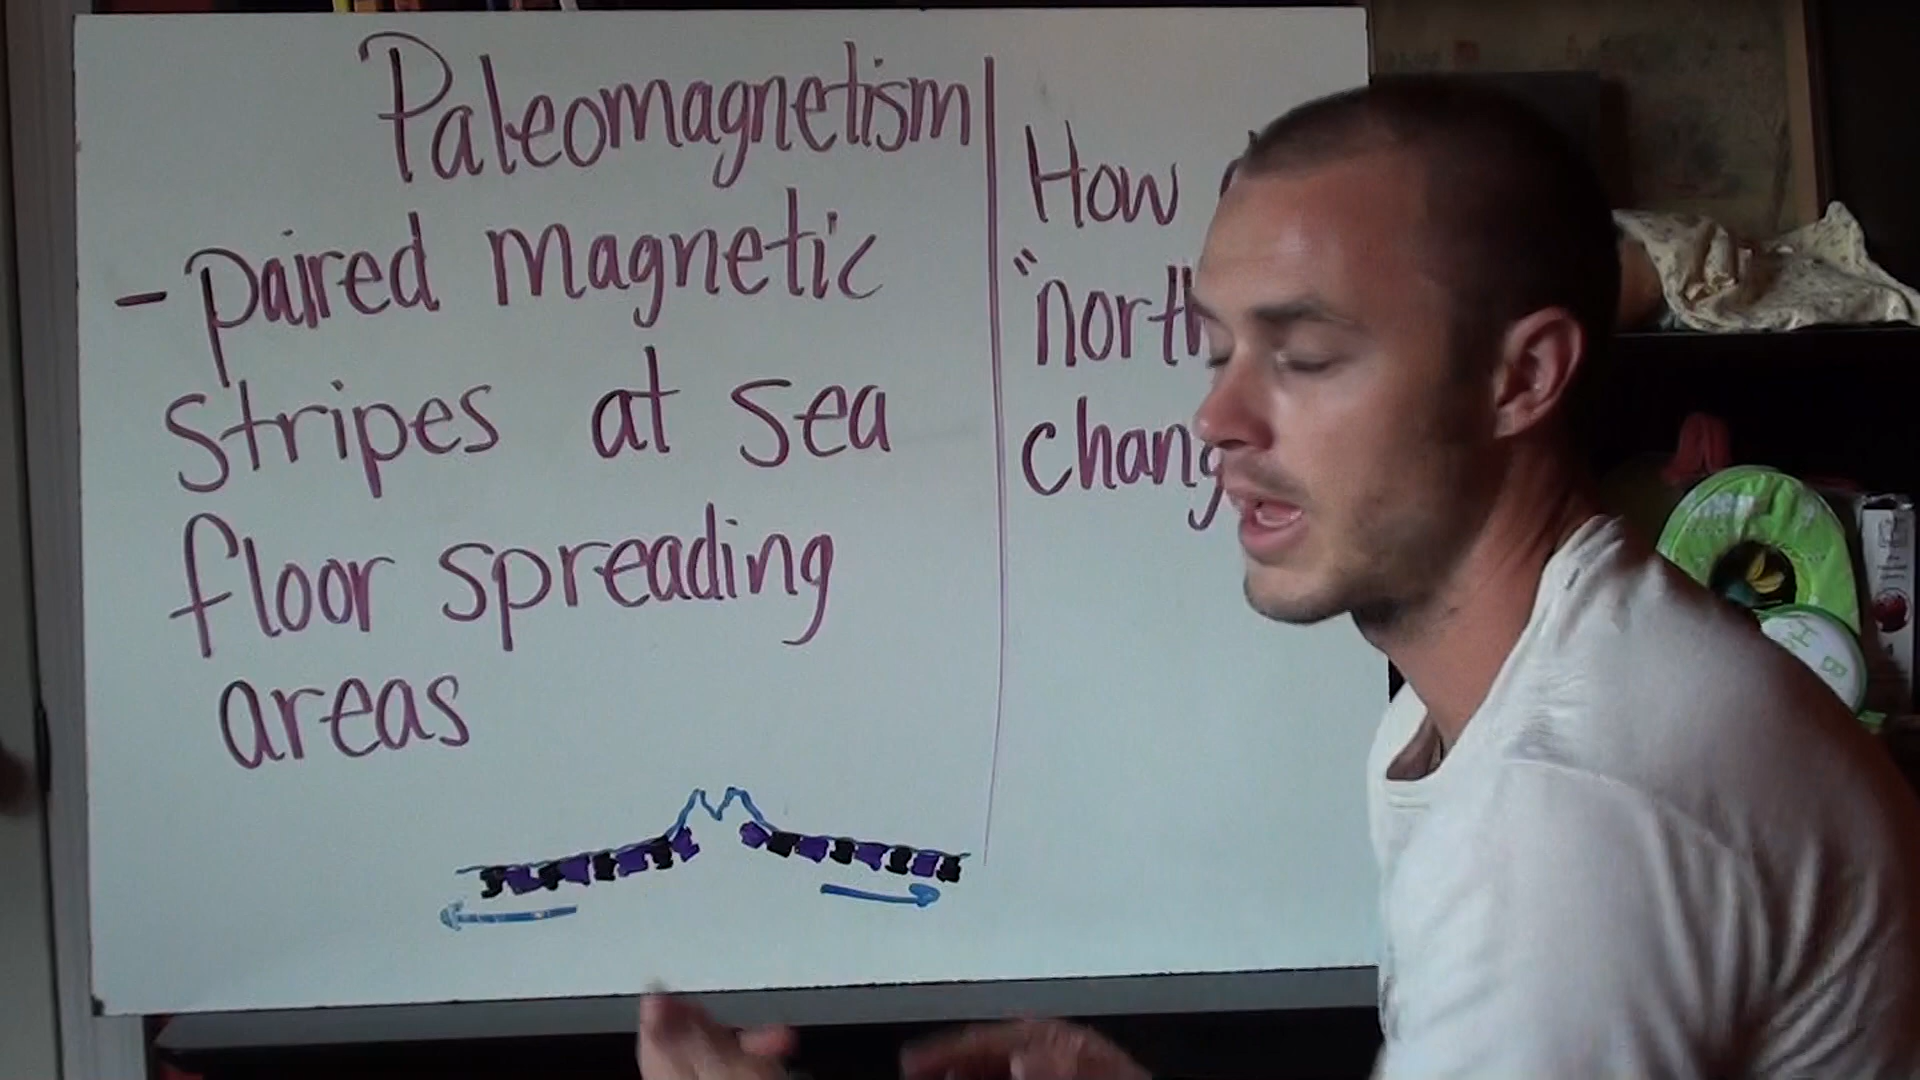 Paleomagnetism
- paired magnetic
stripes at sea
floor spreading
areas
How
"north
chang